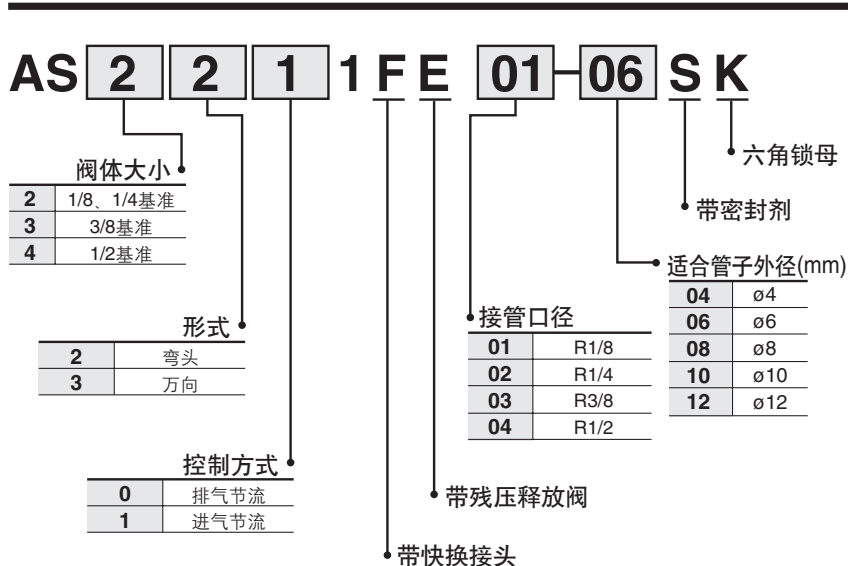 AS 2 2 1 1 F E 01-06 S K
阀体大小
2 1/8、1/4基准
3 3/8基准
4 1/2基准
形式
2 弯头
3 万向
控制方式
0 排气节流
1 进气节流
带快换接头
带残压释放阀
接管口径
01 R1/8
02 R1/4
03 R3/8
04 R1/2
适合管子外径(mm)
04 ø4
06 ø6
08 ø8
10 ø10
12 ø12
带密封剂
六角锁母